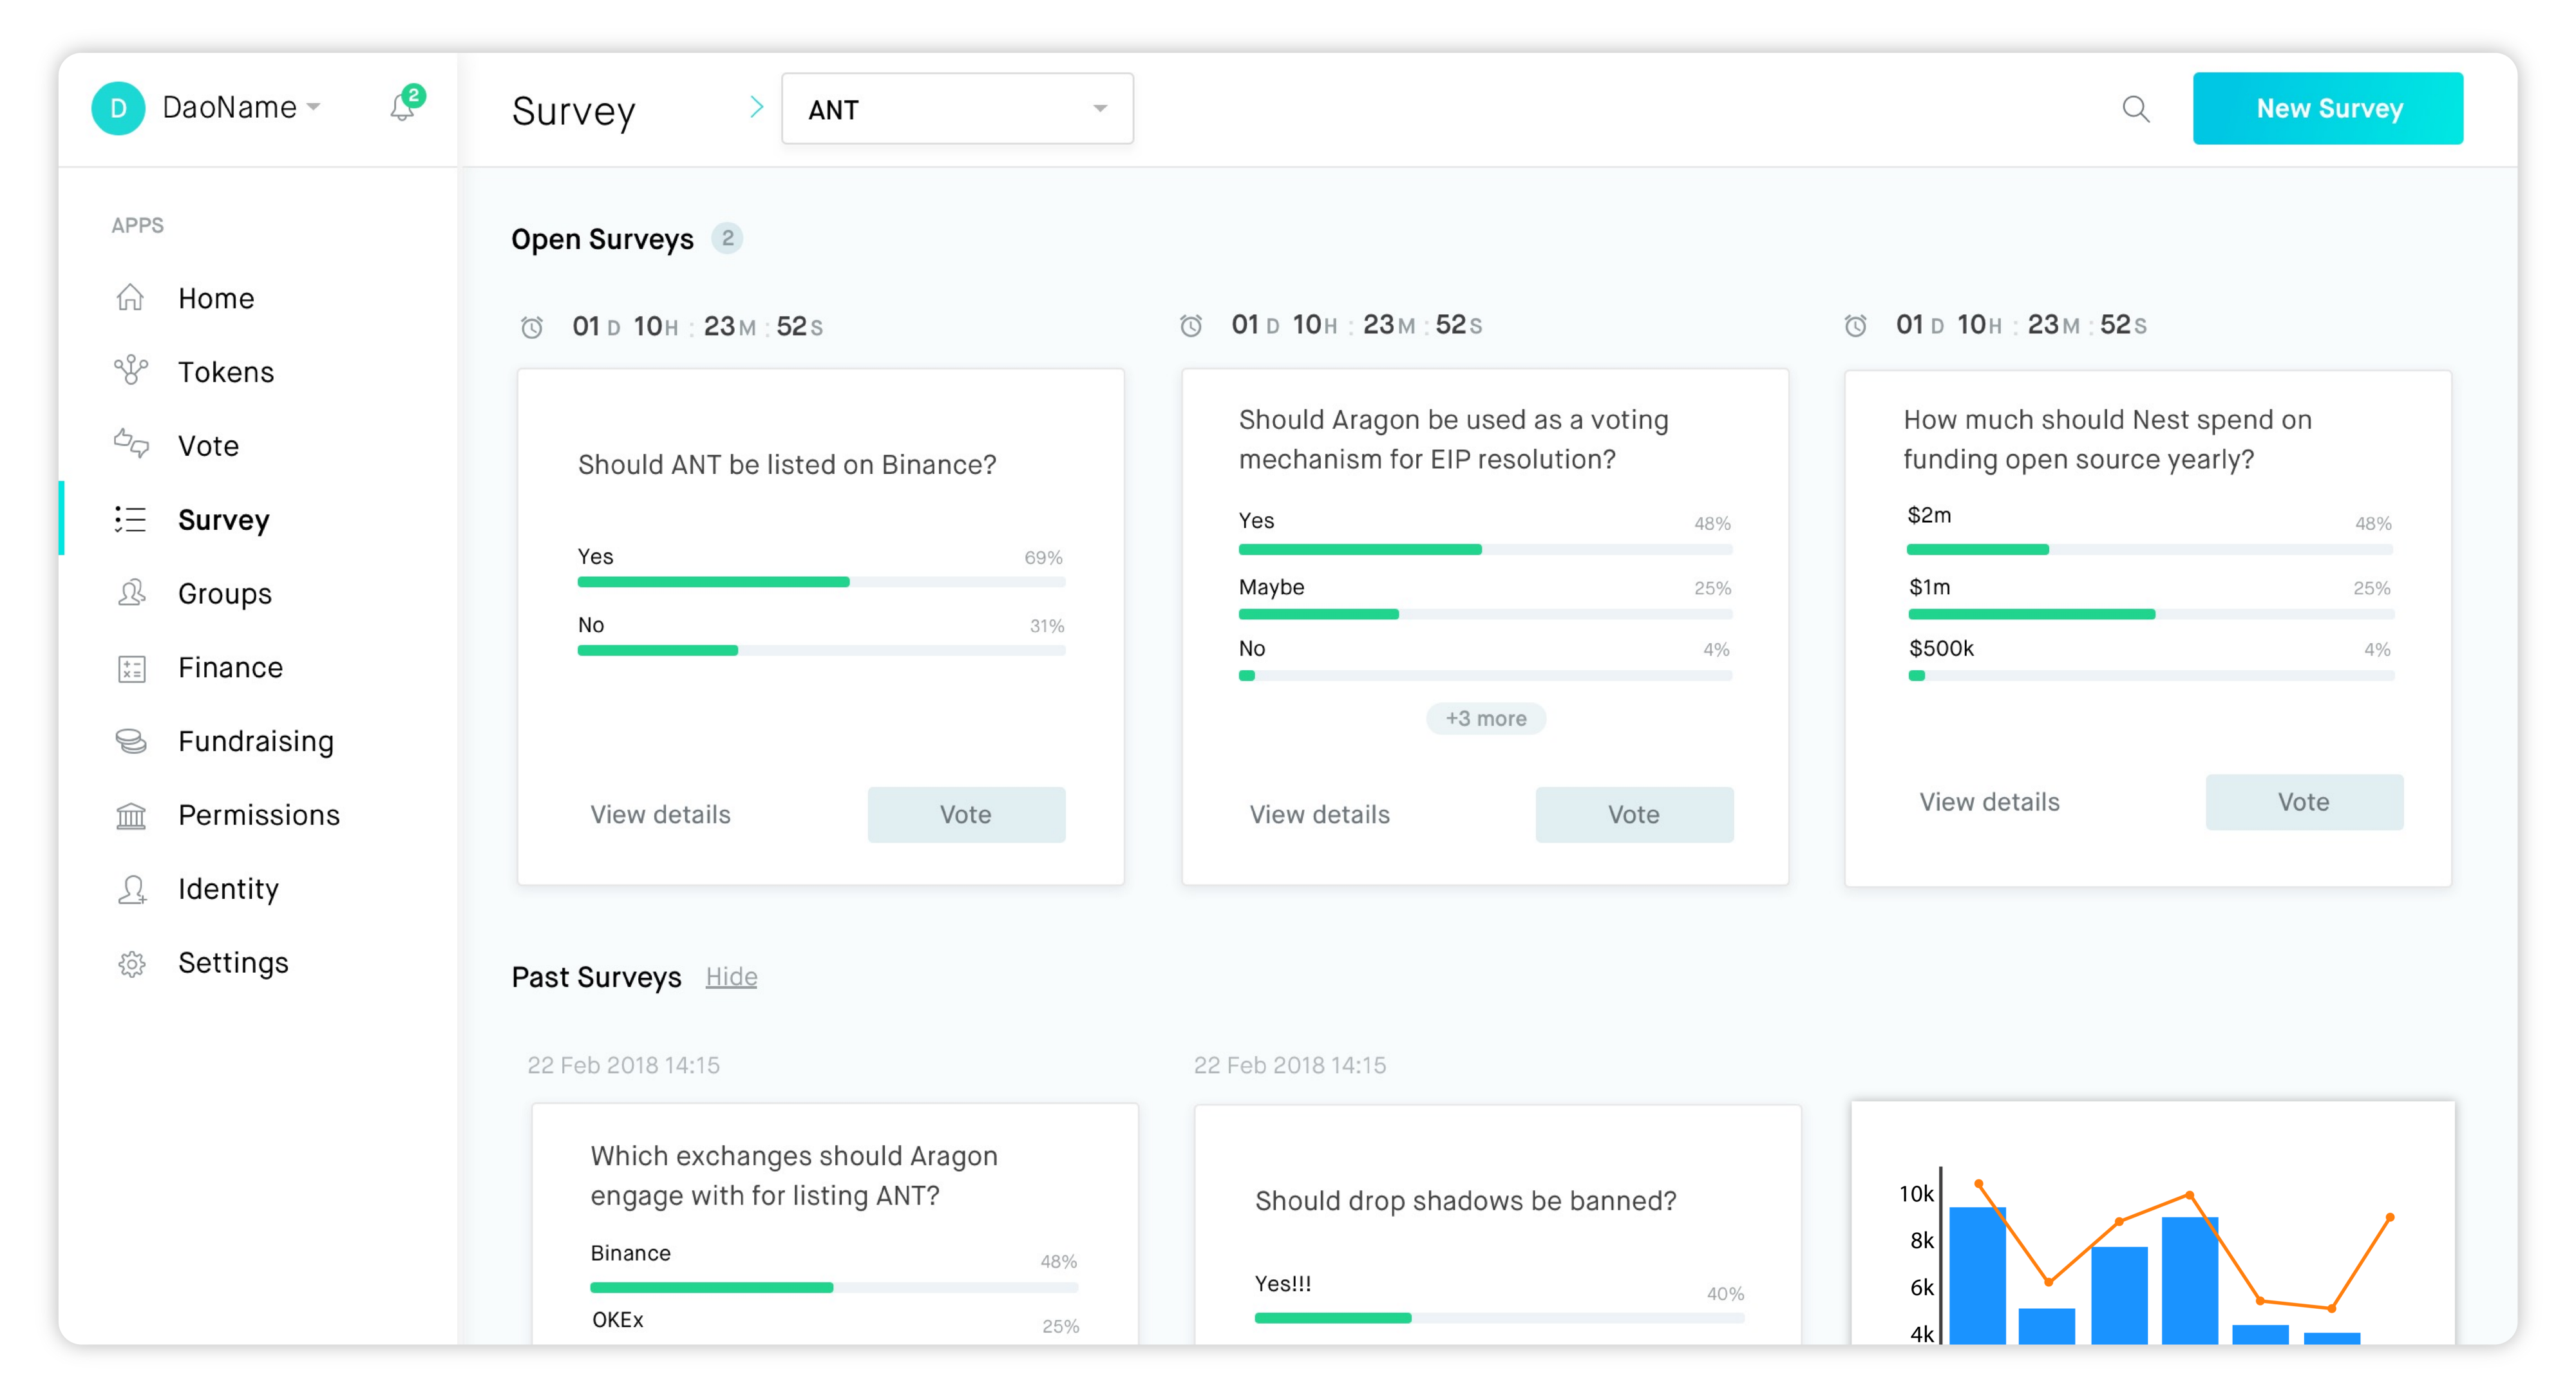 D DaoName 2
Survey
ANT
New Survey
APPS
Home
Tokens
Vote
Survey
Groups
Finance
Fundraising
Permissions
Identity
Settings
Open Surveys 2
01 D 10 H : 23 M : 52 S
Should ANT be listed on Binance?
Yes 69%
No 31%
View details Vote
01 D 10 H : 23 M : 52 S
Should Aragon be used as a voting
mechanism for EIP resolution?
Yes 48%
Maybe 25%
No 4%
+3 more
View details Vote
01 D 10 H : 23 M : 52 S
How much should Nest spend on
funding open source yearly?
$2m 48%
$1m 25%
$500k 4%
View details Vote
Past Surveys Hide
22 Feb 2018 14:15
Which exchanges should Aragon
engage with for listing ANT?
Binance 48%
OKEx 25%
22 Feb 2018 14:15
Should drop shadows be banned?
Yes!!! 40%
10k
8k
6k
4k